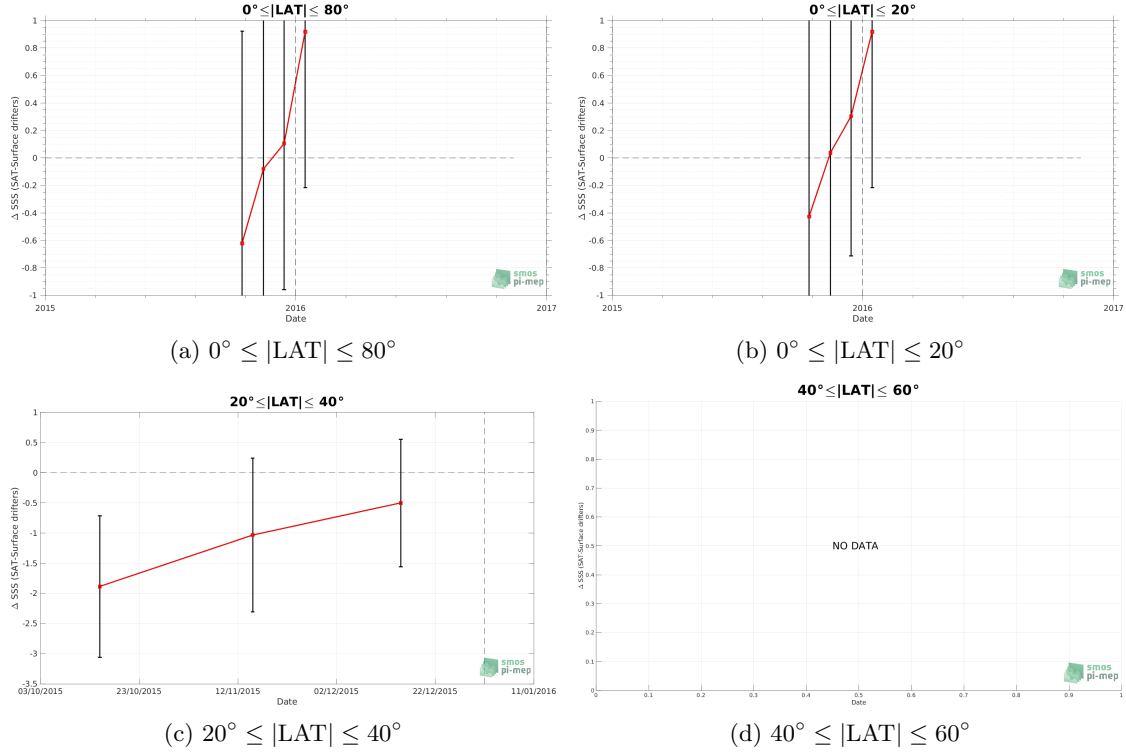 0°≤|LAT|≤ 80°
1
0.8
0.6
0.4
0.2
0
-0.2
-0.4
-0.6
-0.8
-1
Δ SSS (SAT-Surface drifters)
2015
2016
2017
Date
smos
pi-mep
(a) 0° ≤ |LAT| ≤ 80°
0°≤|LAT|≤ 20°
1
0.8
0.6
0.4
0.2
0
-0.2
-0.4
-0.6
-0.8
-1
Δ SSS (SAT-Surface drifters)
2015
2016
2017
Date
smos
pi-mep
(b) 0° ≤ |LAT| ≤ 20°
20°≤|LAT|≤ 40°
1
0.5
0
-0.5
-1
-1.5
-2
-2.5
-3
-3.5
Δ SSS (SAT-Surface drifters)
03/10/2015
23/10/2015
12/11/2015
02/12/2015
22/12/2015
11/01/2016
Date
smos
pi-mep
(c) 20° ≤ |LAT| ≤ 40°
40°≤|LAT|≤ 60°
1
0.9
0.8
0.7
0.6
0.5
0.4
0.3
0.2
0.1
0
Δ SSS (SAT-Surface drifters)
NO DATA
0
0.1
0.2
0.3
0.4
0.5
0.6
0.7
0.8
0.9
1
Date
smos
pi-mep
(d) 40° ≤ |LAT| ≤ 60°